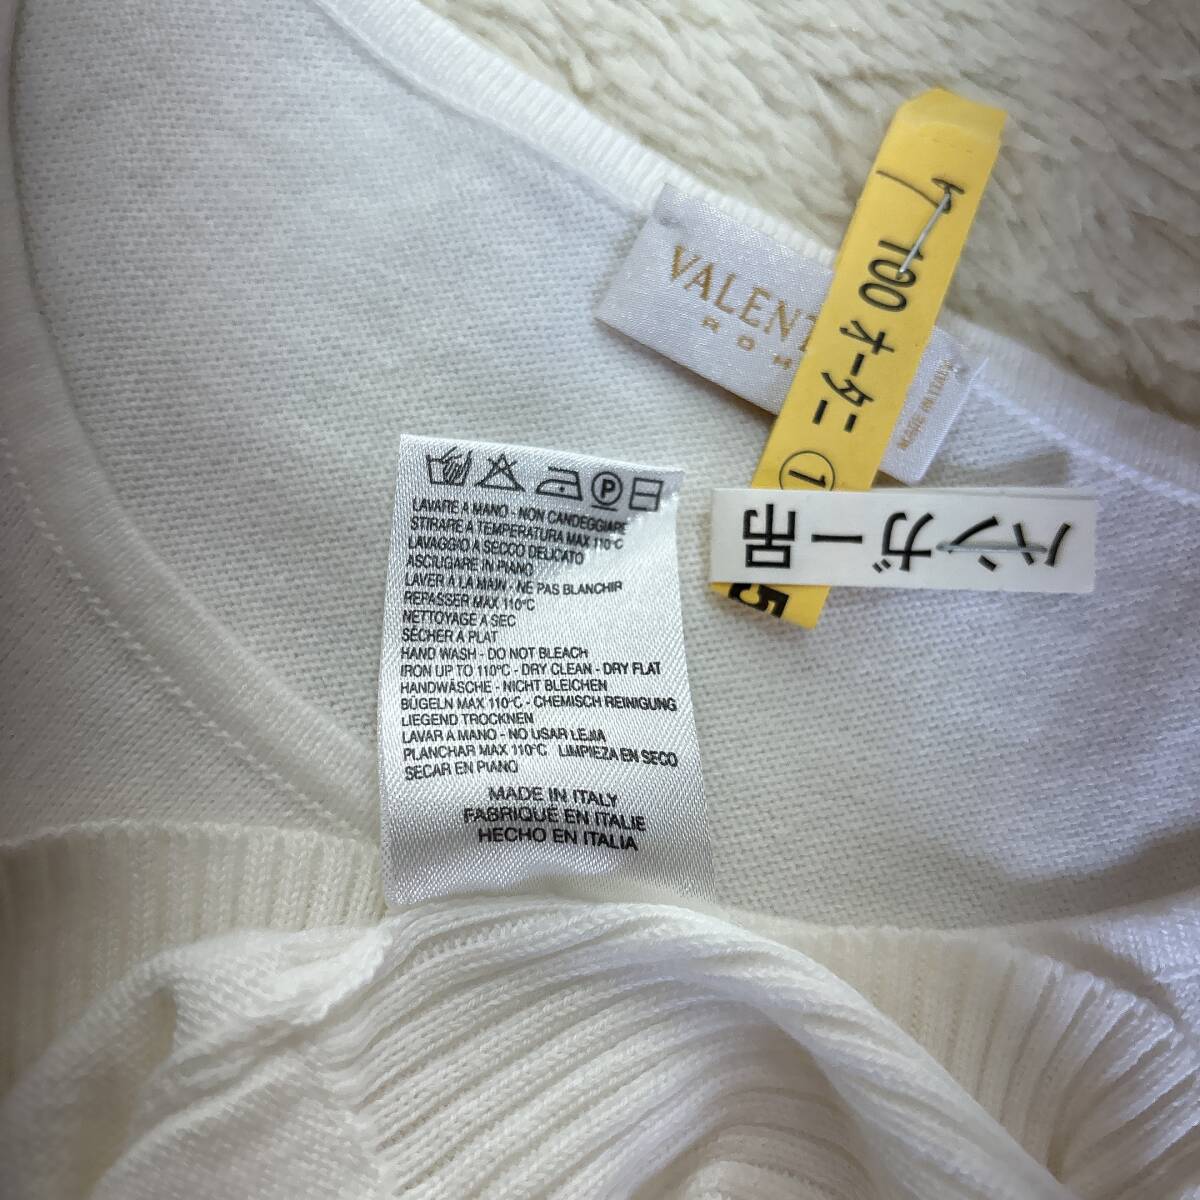 VALENT
ROM
MADE IN ITALY
100 オーダニ ①
5
ハンガー吊
P
LAVARE A MANO - NON CANDEGGIARE
STIRARE A TEMPERATURA MAX 110°C
LAVAGGIO A SECCO DELICATO
ASCIUGARE IN PIANO
LAVER A LA MAIN - NE PAS BLANCHIR
REPASSER MAX 110°C
NETTOYAGE A SEC
SÉCHER A PLAT
HAND WASH - DO NOT BLEACH
IRON UP TO 110°C - DRY CLEAN - DRY FLAT
HANDWÄSCHE - NICHT BLEICHEN
BÜGELN MAX 110°C - CHEMISCH REINIGUNG
LIEGEND TROCKNEN
LAVAR A MANO - NO USAR LEJIA
PLANCHAR MAX 110°C LIMPIEZA EN SECO
SECAR EN PIANO
MADE IN ITALY
FABRIQUÉ EN ITALIE
HECHO EN ITALIA